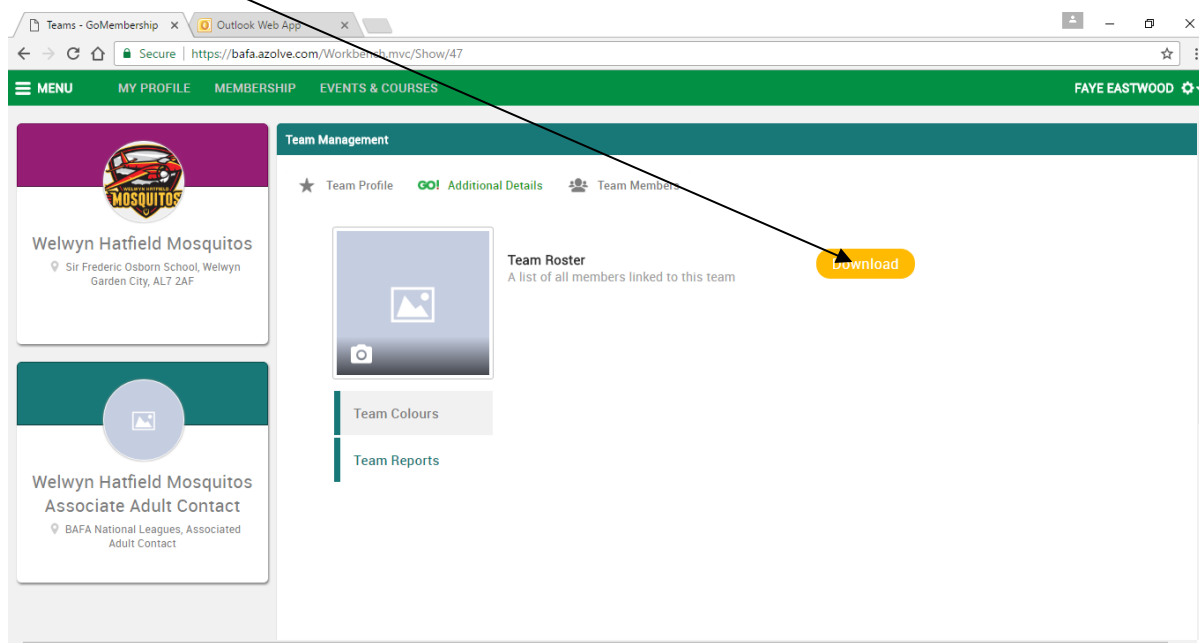 Teams - GoMembership
Outlook Web App
Secure | https://bafa.azolve.com/Workbench.mvc/Show/47
MENU MY PROFILE MEMBERSHIP EVENTS & COURSES FAYE EASTWOOD
WELWYN HATFIELD
MOSQUITOS
Welwyn Hatfield Mosquitos
Sir Frederic Osborn School, Welwyn
Garden City, AL7 2AF
Welwyn Hatfield Mosquitos
Associate Adult Contact
BAFA National Leagues, Associated
Adult Contact
Team Management
Team Profile GO! Additional Details Team Members
Team Roster
A list of all members linked to this team
Download
Team Colours
Team Reports